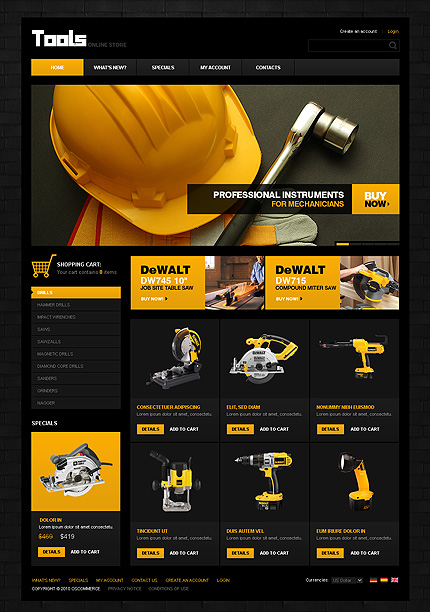 Tools ONLINE STORE
Create an account
Login
HOME
WHAT'S NEW?
SPECIALS
MY ACCOUNT
CONTACTS
PROFESSIONAL INSTRUMENTS
FOR MECHANICIANS
BUY
NOW
SHOPPING CART:
Your cart contains 0 items
DRILLS
HAMMER DRILLS
IMPACT WRENCHES
SAWS
SAWZALLS
MAGNETIC DRILLS
DIAMOND CORE DRILLS
SANDERS
GRINDERS
NAGGER
SPECIALS
DOLOR IN
Lorem ipsum dolor sit amet, consectetu.
$469 $419
DETAILS ADD TO CART
DeWALT
DW745 10"
JOB SITE TABLE SAW
BUY NOW!
DeWALT
DW715
COMPOUND MITER SAW
BUY NOW!
CONSECTETUER ADIPISCING
Lorem ipsum dolor sit amet, consectetu.
DETAILS ADD TO CART
ELIT, SED DIAM
Lorem ipsum dolor sit amet, consectetu.
DETAILS ADD TO CART
NONUMMY NIBH EUISMOD
Lorem ipsum dolor sit amet, consectetu.
DETAILS ADD TO CART
TINCIDUNT UT
Lorem ipsum dolor sit amet, consectetu.
DETAILS ADD TO CART
DUIS AUTEM VEL
Lorem ipsum dolor sit amet, consectetu.
DETAILS ADD TO CART
EUM IRIURE DOLOR IN
Lorem ipsum dolor sit amet, consectetu.
DETAILS ADD TO CART
WHAT'S NEW? SPECIALS MY ACCOUNT CONTACT US CREATE AN ACCOUNT LOGIN
Currencies: US Dollar
COPYRIGHT © 2010 OSCOMMERCE PRIVACY NOTICE CONDITIONS OF USE